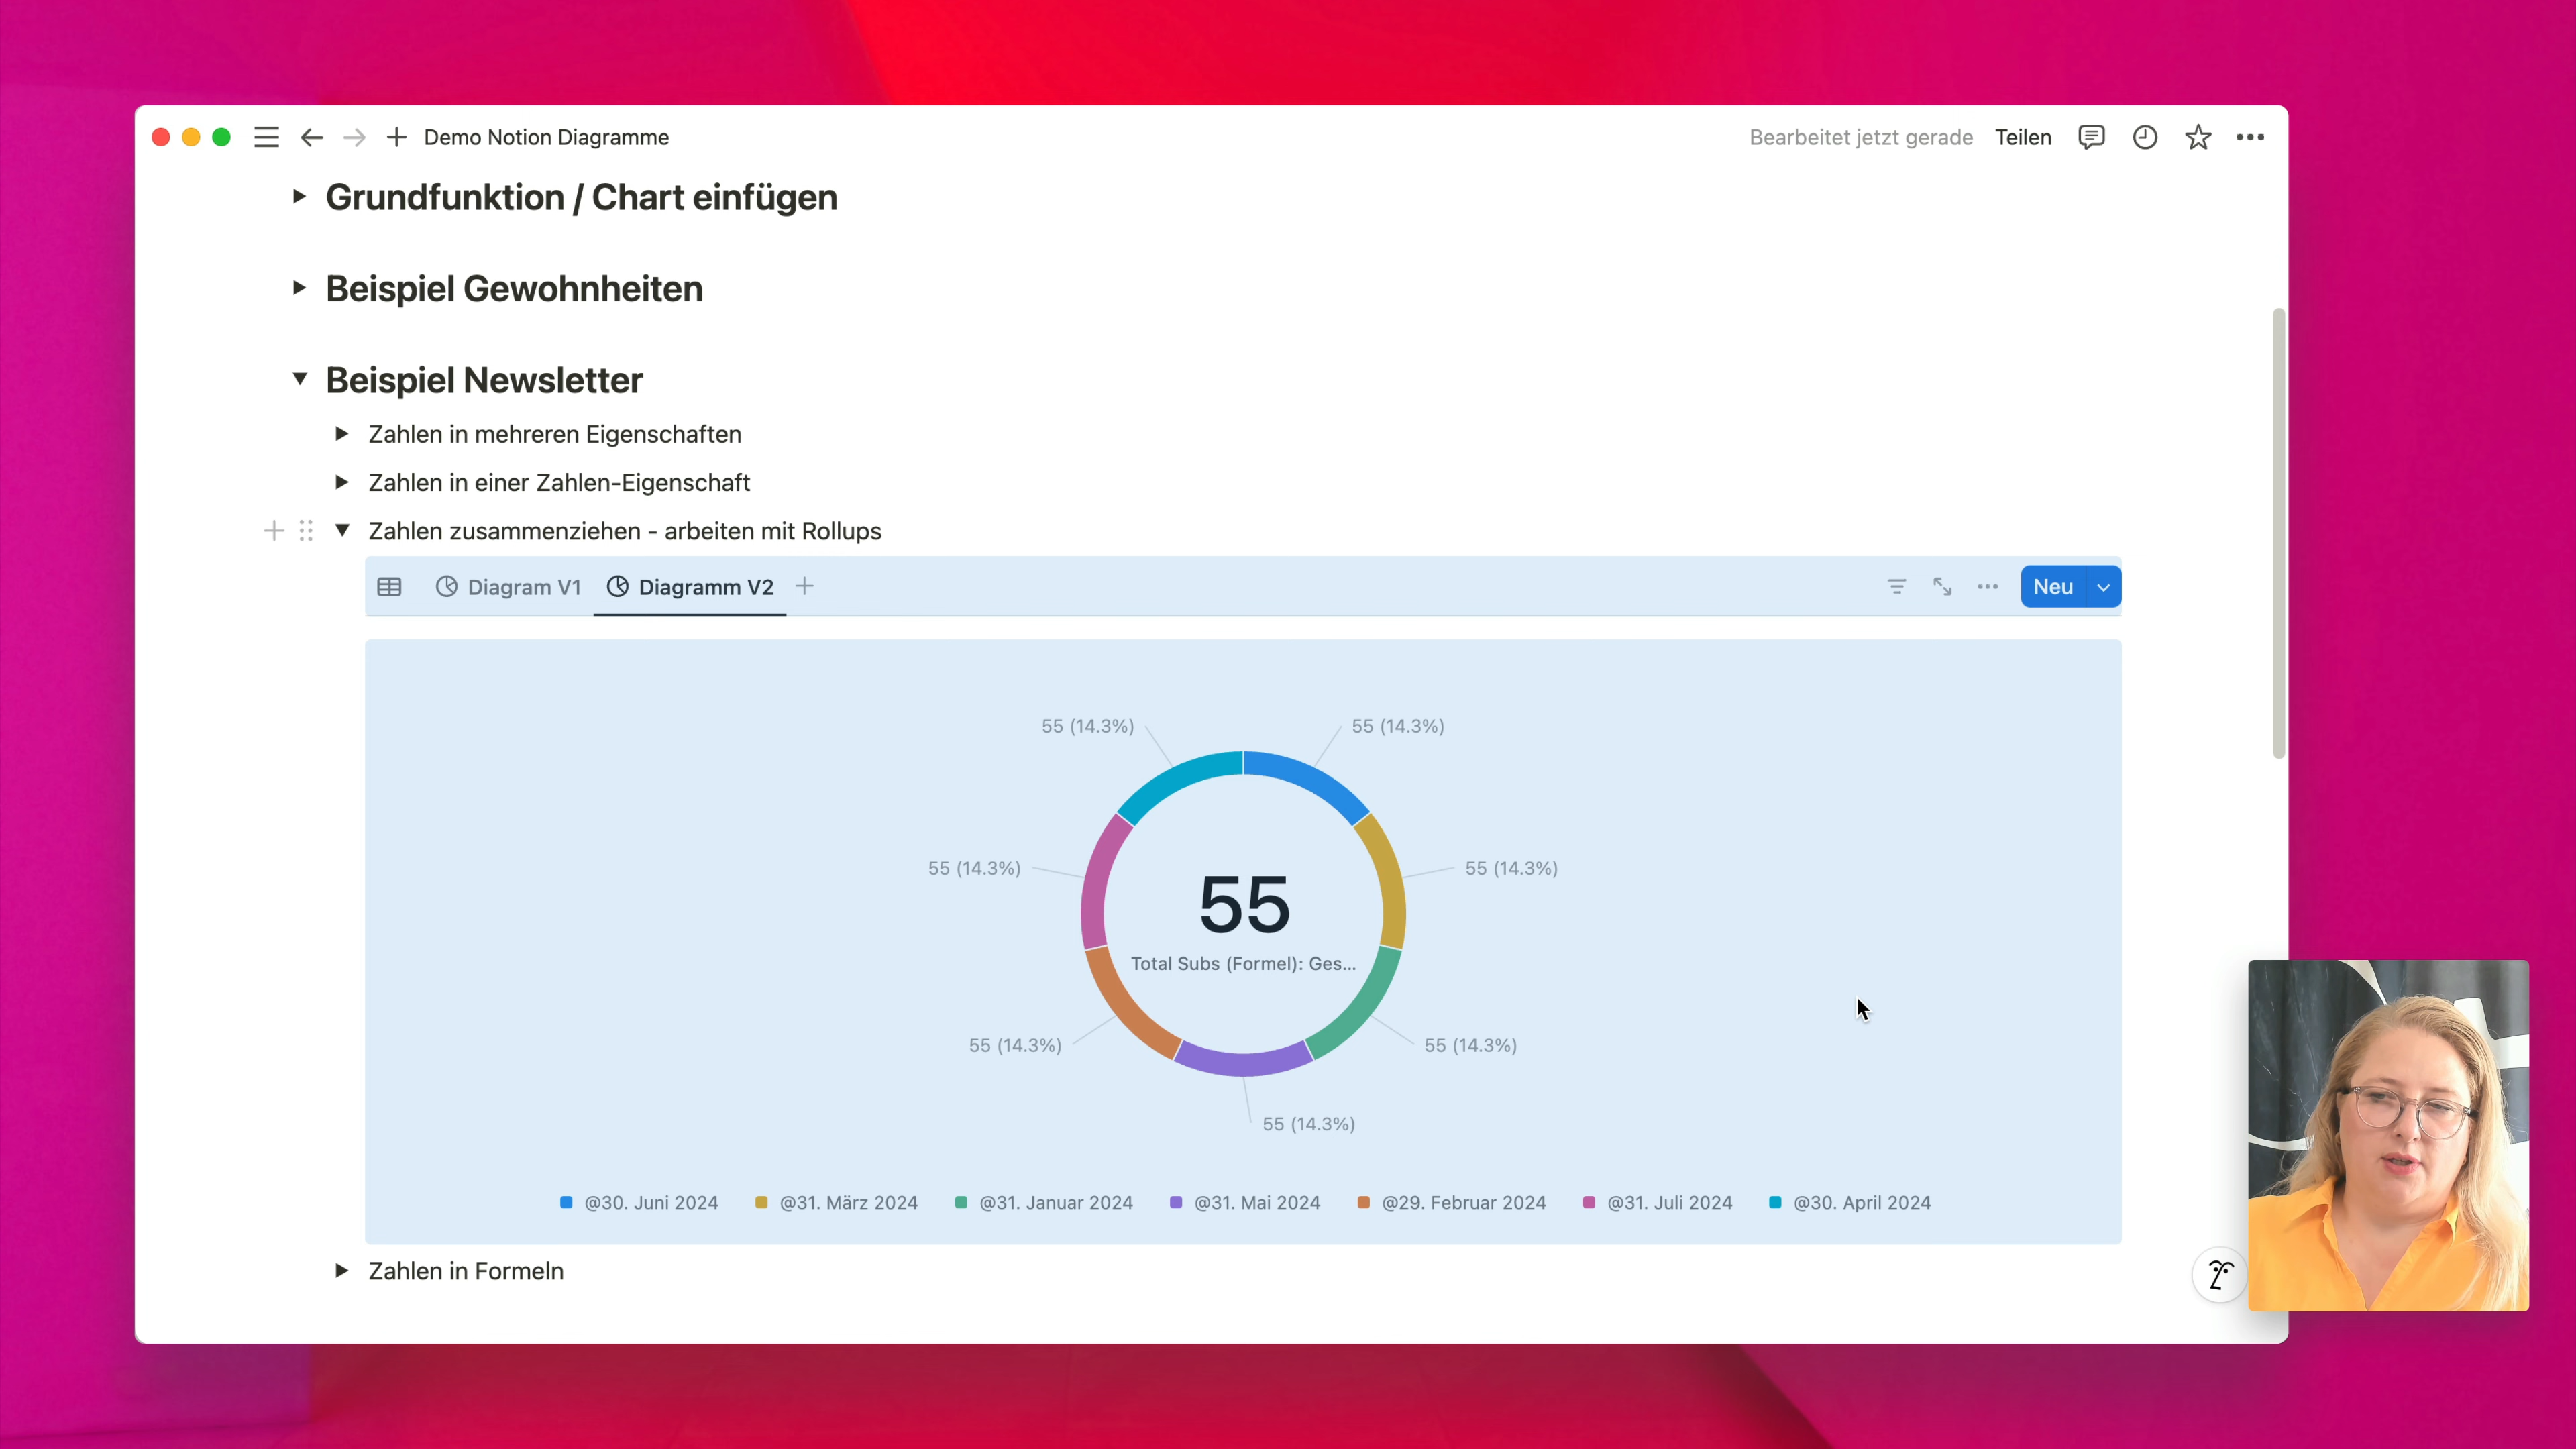 Demo Notion Diagramme
Bearbeitet jetzt gerade Teilen
Grundfunktion / Chart einfügen
Beispiel Gewohnheiten
Beispiel Newsletter
Zahlen in mehreren Eigenschaften
Zahlen in einer Zahlen-Eigenschaft
Zahlen zusammenziehen - arbeiten mit Rollups
Diagram V1 Diagramm V2 Neu
55 (14.3%) 55 (14.3%)
55 (14.3%) 55 (14.3%)
55
Total Subs (Formel): Ges...
55 (14.3%) 55 (14.3%)
55 (14.3%)
@30. Juni 2024 @31. März 2024 @31. Januar 2024 @31. Mai 2024 @29. Februar 2024 @31. Juli 2024 @30. April 2024
Zahlen in Formeln